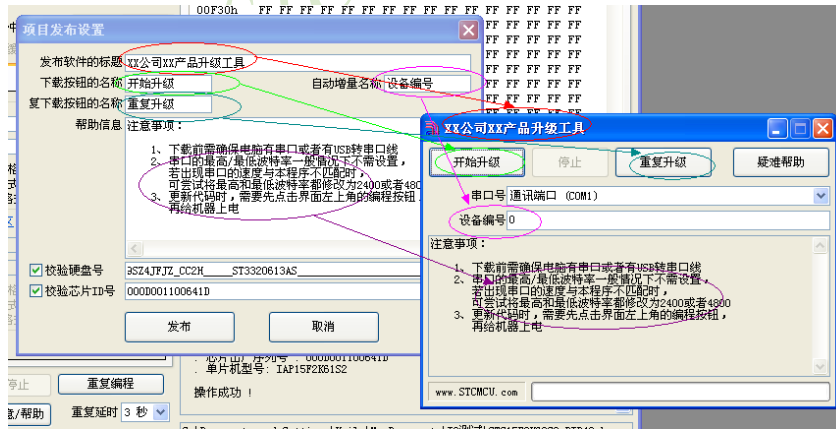 00F30h FF FF FF FF FF FF FF FF FF FF FF FF FF FF FF FF
项目发布设置
发布软件的标题 XX公司XX产品升级工具
下载按钮的名称 开始升级 自动增量名称 设备编号
复下载按钮的名称 重复升级
帮助信息 注意事项:
1、下载前需确保电脑有串口或者有USB转串口线
2、串口的最高/最低波特率一般情况下不需设置,
若出现串口的速度与本程序不匹配时,
可尝试将最高和最低波特率都修改为2400或者480
3、更新代码时,需要先点击界面左上角的编程按钮
再给机器上电
校验硬盘号 ST3320613AS
校验芯片ID号 000D001100641D
发布 取消
XX公司XX产品升级工具
开始升级 停止 重复升级 疑难帮助
串口号 通讯端口 (COM1)
设备编号 0
注意事项:
1、下载前需确保电脑有串口或者有USB转串口线
2、串口的最高/最低波特率一般情况下不需设置,
若出现串口的速度与本程序不匹配时,
可尝试将最高和最低波特率都修改为2400或者4800
3、更新代码时,需要先点击界面左上角的编程按钮,
再给机器上电
www.STCMCU.com
. 单片机型号: IAP15F2K61S2
操作成功 !
停止 重复编程
/帮助 重复延时 3 秒